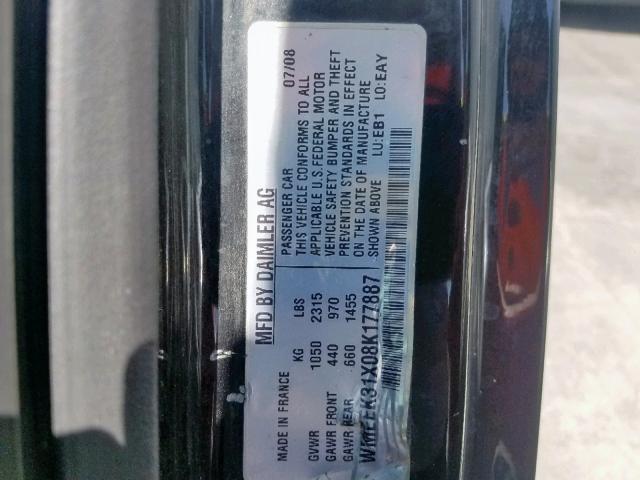 MFD BY DAIMLER AG 07/08
MADE IN FRANCE KG LBS PASSENGER CAR
GVWR 1050 2315 THIS VEHICLE CONFORMS TO ALL
GAWR FRONT 440 970 APPLICABLE U.S. FEDERAL MOTOR
GAWR REAR 660 1455 VEHICLE SAFETY BUMPER AND THEFT
PREVENTION STANDARDS IN EFFECT
ON THE DATE OF MANUFACTURE
SHOWN ABOVE LU:EB1 LO:EAY
WMEEK31X08K177887